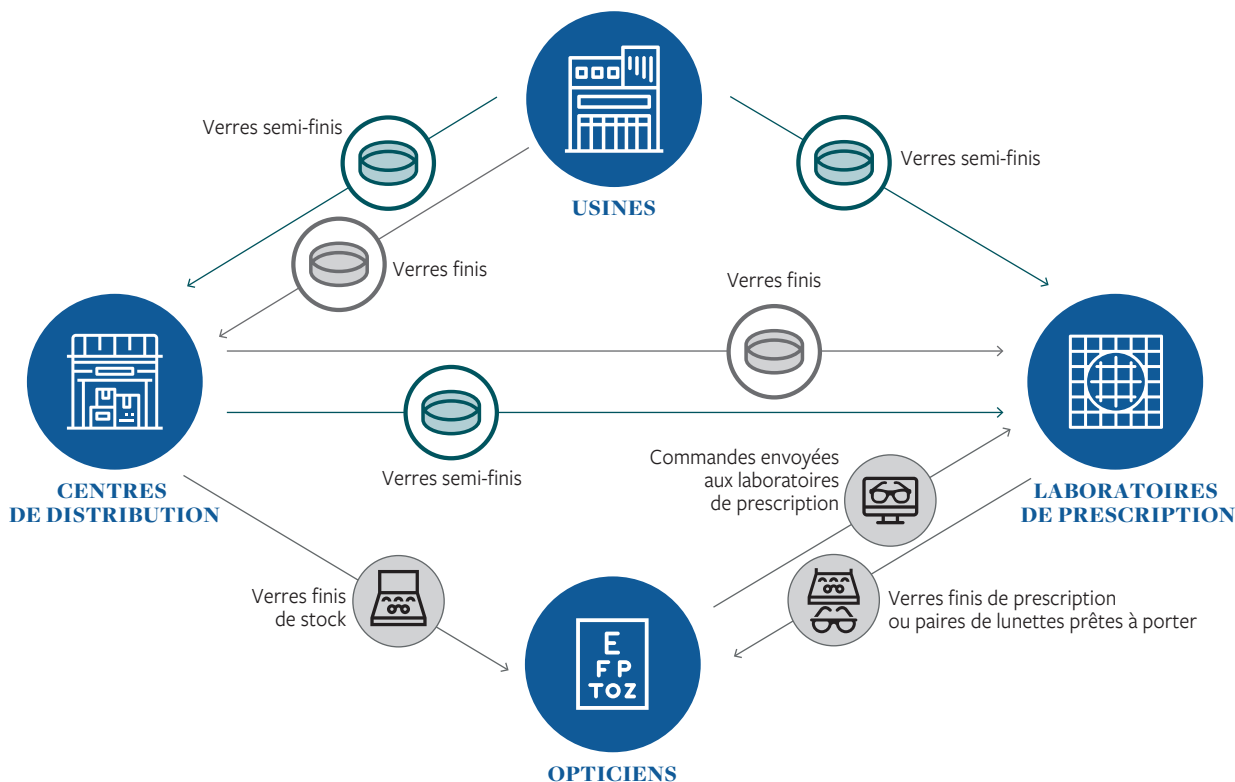 Verres semi-finis
Verres semi-finis
USINES
Verres finis
Verres finis
Verres semi-finis
Commandes envoyées
aux laboratoires
de prescription
CENTRES
DE DISTRIBUTION
LABORATOIRES
DE PRESCRIPTION
Verres finis
de stock
Verres finis de prescription
ou paires de lunettes prêtes à porter
E
F P
TOZ
OPTICIENS